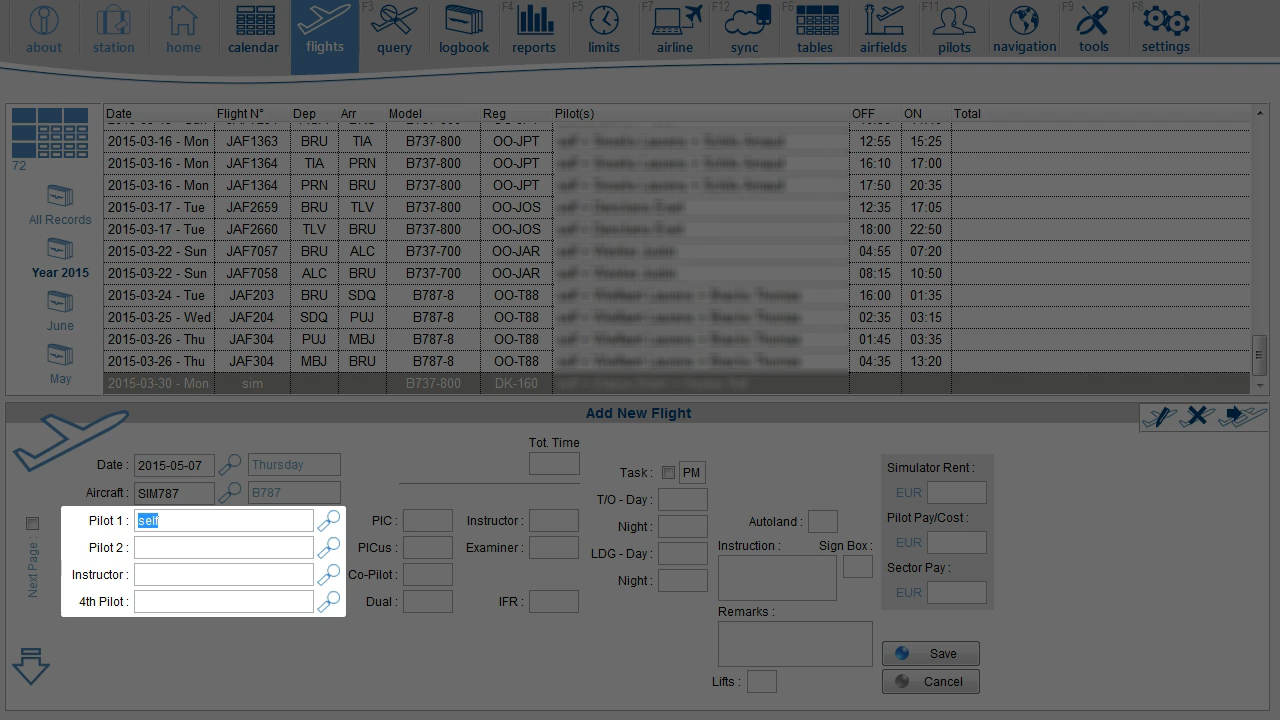 F3 F4 F5 F7 F12 F6 F11 F9 F8
about station home calendar flights query logbook reports limits airline sync tables airfields pilots navigation tools settings
Date Flight N° Dep Arr Model Reg Pilot(s) OFF ON Total
72
2015-03-16 - Mon JAF1363 BRU TIA B737-800 OO-JPT 12:55 15:25
2015-03-16 - Mon JAF1364 TIA PRN B737-800 OO-JPT 16:10 17:00
2015-03-16 - Mon JAF1364 PRN BRU B737-800 OO-JPT 17:50 20:35
All Records
2015-03-17 - Tue JAF2659 BRU TLV B737-800 OO-JOS 12:35 17:05
2015-03-17 - Tue JAF2660 TLV BRU B737-800 OO-JOS 18:00 22:50
2015-03-22 - Sun JAF7057 BRU ALC B737-700 OO-JAR 04:55 07:20
Year 2015
2015-03-22 - Sun JAF7058 ALC BRU B737-700 OO-JAR 08:15 10:50
2015-03-24 - Tue JAF203 BRU SDQ B787-8 OO-T88 16:00 01:35
2015-03-25 - Wed JAF204 SDQ PUJ B787-8 OO-T88 02:35 03:15
June
2015-03-26 - Thu JAF304 PUJ MBJ B787-8 OO-T88 01:45 03:35
2015-03-26 - Thu JAF304 MBJ BRU B787-8 OO-T88 04:35 13:20
May
2015-03-30 - Mon sim B737-800 DK-160
Add New Flight
Tot. Time
Date : 2015-05-07 Thursday
Aircraft : SIM787 B787
Pilot 1 : self
Pilot 2 :
Instructor :
4th Pilot :
Next Page :
PIC : Instructor :
PICus : Examiner :
Co-Pilot :
Dual : IFR :
Task : PM
T/O - Day :
Night :
LDG - Day :
Night :
Autoland :
Instruction : Sign Box :
Remarks :
Lifts :
Simulator Rent :
EUR
Pilot Pay/Cost :
EUR
Sector Pay :
EUR
Save
Cancel